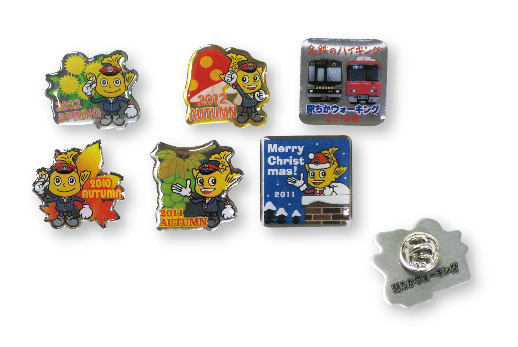 2012
SPRING
2012
AUTUMN
名鉄のハイキング
駅ちかウォーキング
2010
AUTUMN
2011
AUTUMN
Merry
Christ
mas!
2011
駅ちかウォーキング